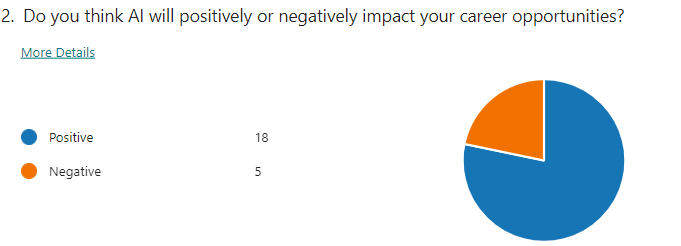 2. Do you think AI will positively or negatively impact your career opportunities?
More Details
Positive 18
Negative 5